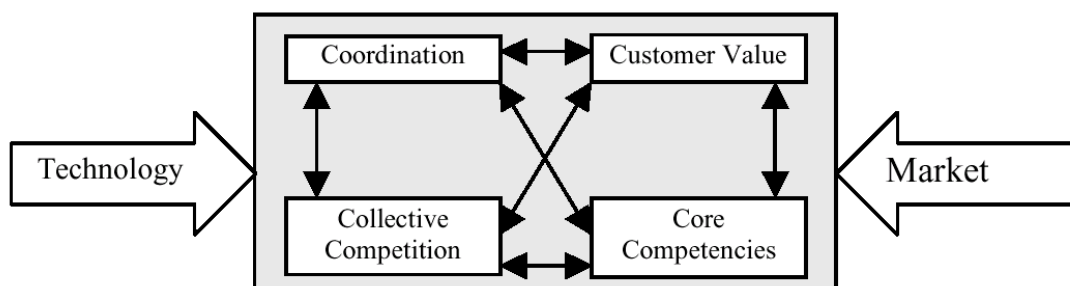 Coordination
Customer Value
Technology
Market
Collective
Competition
Core
Competencies